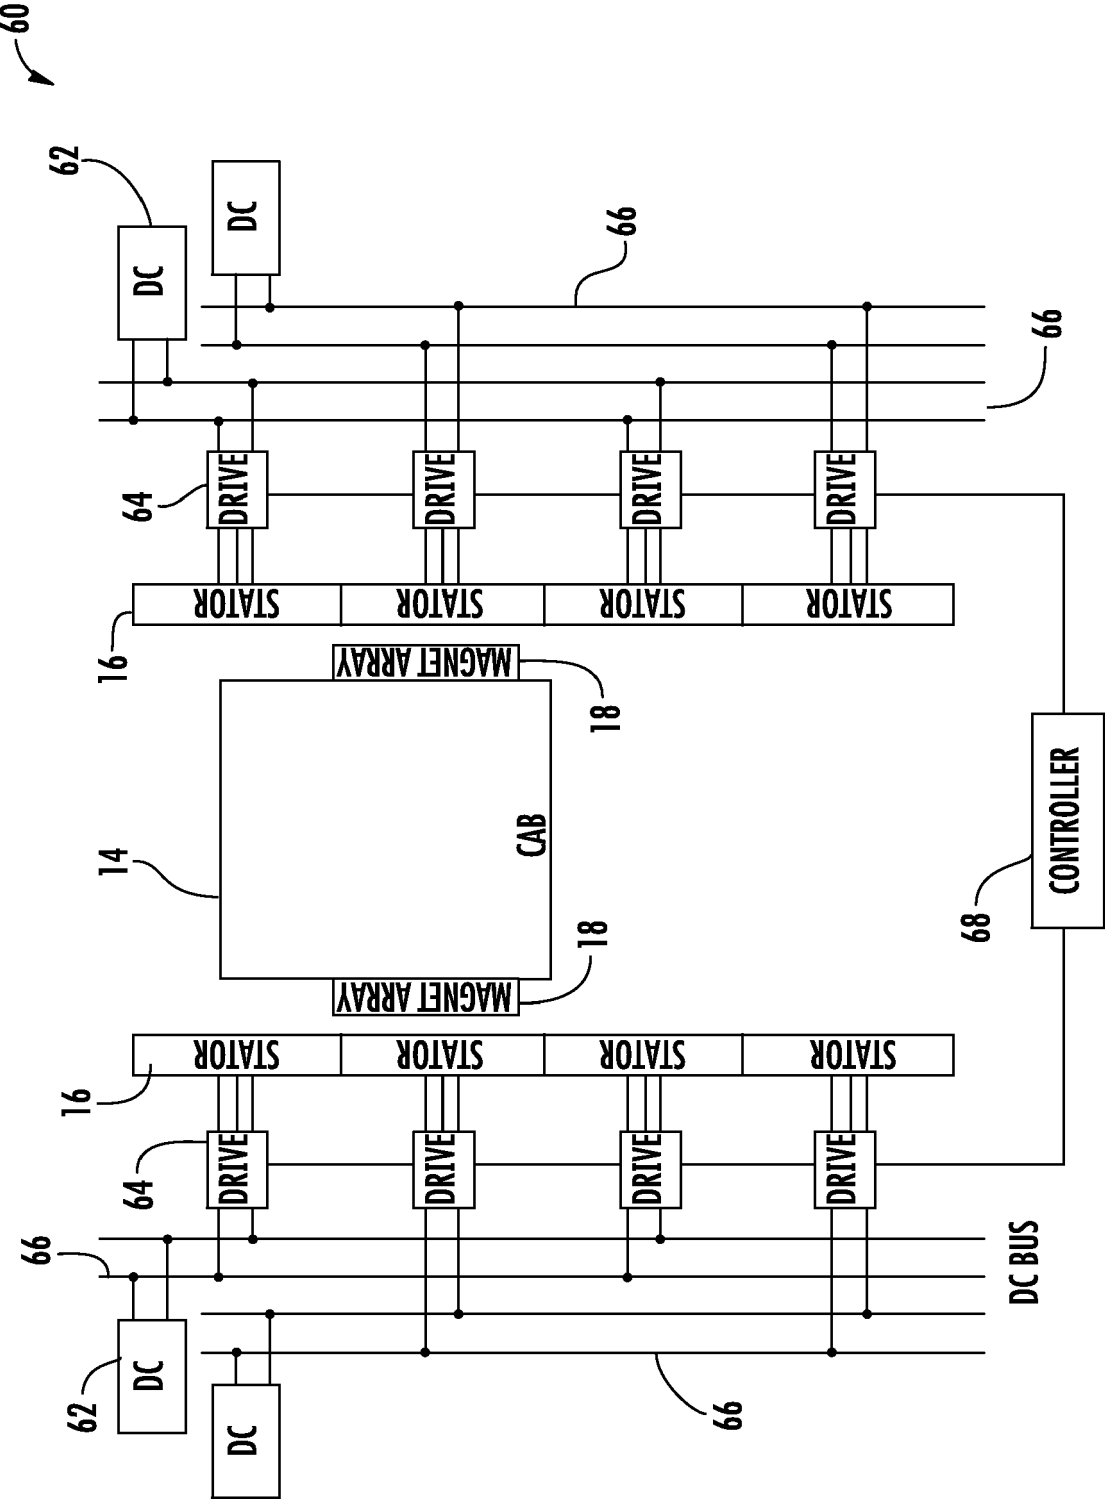 60
66
62
16
62
14
16
64
64
DC
DC
DC
DRIVE
STATOR
STATOR
DRIVE
DC
DRIVE
STATOR
MAGNET ARRAY
MAGNET ARRAY
STATOR
DRIVE
CAB
18
18
66
DRIVE
STATOR
STATOR
DRIVE
66
DRIVE
STATOR
STATOR
DRIVE
68
DC BUS
66
CONTROLLER